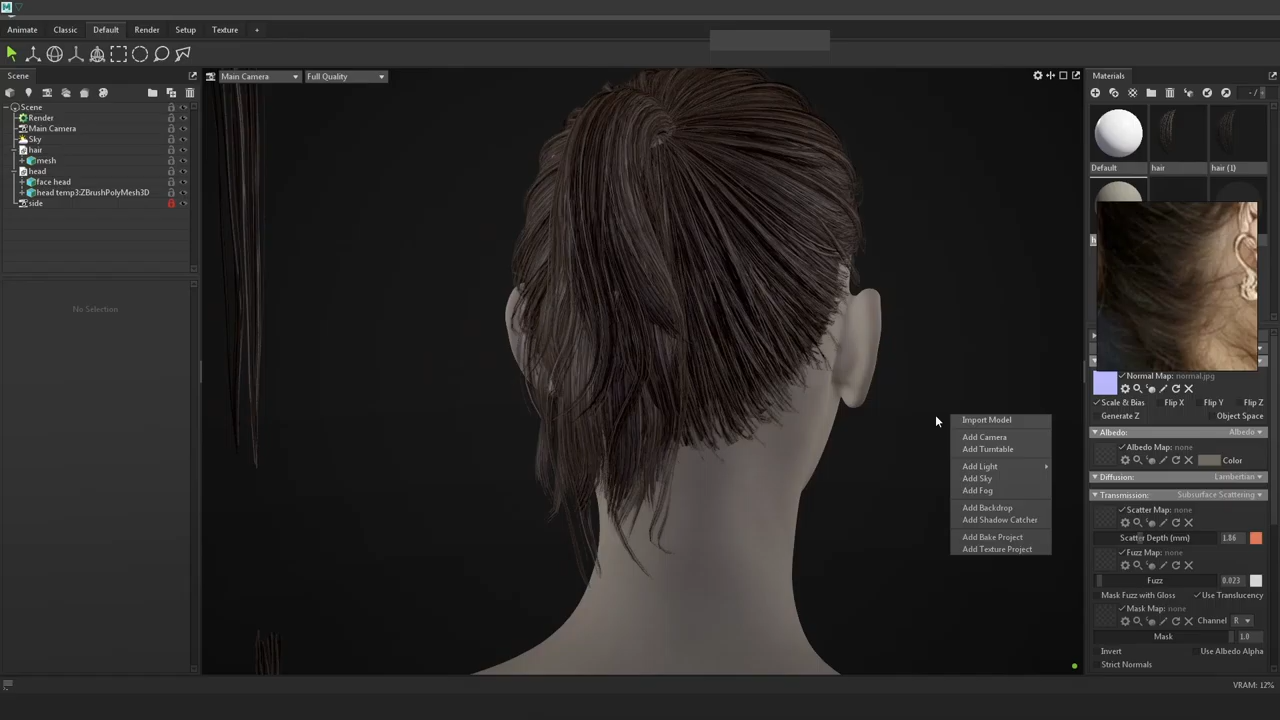 Animate Classic Default Render Setup Texture +
Scene
Main Camera Full Quality
Materials
Scene
Render
Main Camera
Sky
hair
mesh
head
face head
head temp3:ZBrushPolyMesh3D
side
No Selection
Default hair hair (1)
Import Model
Add Camera
Add Turntable
Add Light
Add Sky
Add Fog
Add Backdrop
Add Shadow Catcher
Add Bake Project
Add Texture Project
Normal Map: normal.jpg
Scale & Bias Flip X Flip Y Flip Z
Generate Z Object Space
Albedo: Albedo
Albedo Map: none
Color
Diffusion: Lambertian
Transmission: Subsurface Scattering
Scatter Map: none
Scatter Depth (mm) 1.86
Fuzz Map: none
Fuzz 0.023
Mask Fuzz with Gloss Use Translucency
Mask Map: none
Channel R
Mask 1.0
Invert Use Albedo Alpha
Strict Normals
VRAM: 12%